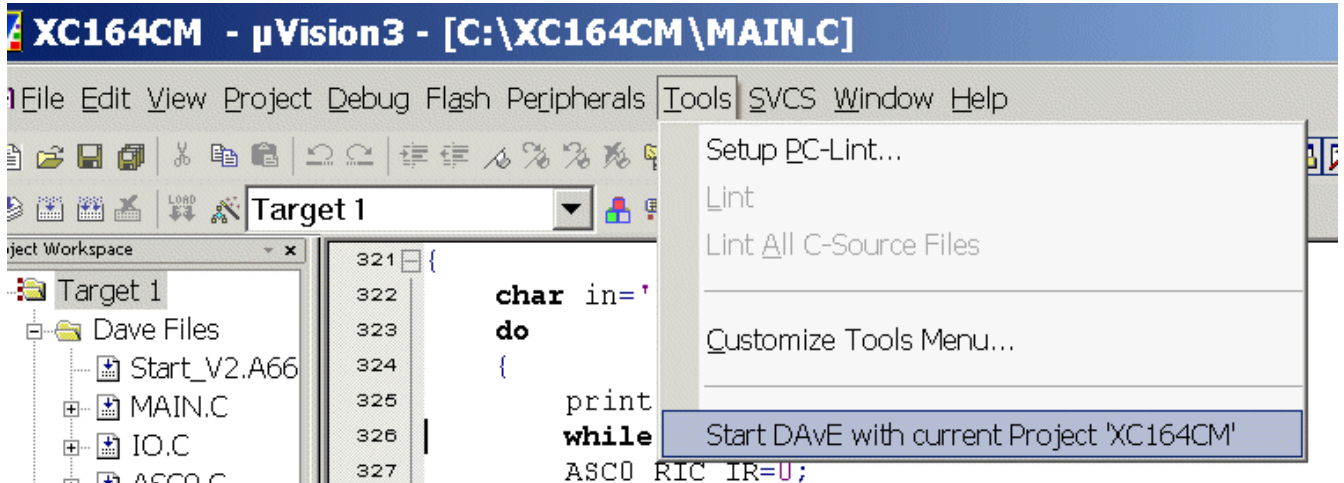 XC164CM - µVision3 - [C:\XC164CM\MAIN.C]
File Edit View Project Debug Flash Peripherals Tools SVCS Window Help
Setup PC-Lint...
Lint
Lint All C-Source Files
Customize Tools Menu...
Start DAvE with current Project 'XC164CM'
LOAD
Target 1
ject Workspace
Target 1
Dave Files
Start_V2.A66
MAIN.C
IO.C
ASC0.C
321 {
322 char in='
323 do
324 {
325 print
326 while
327 ASC0_RIC_IR=0;